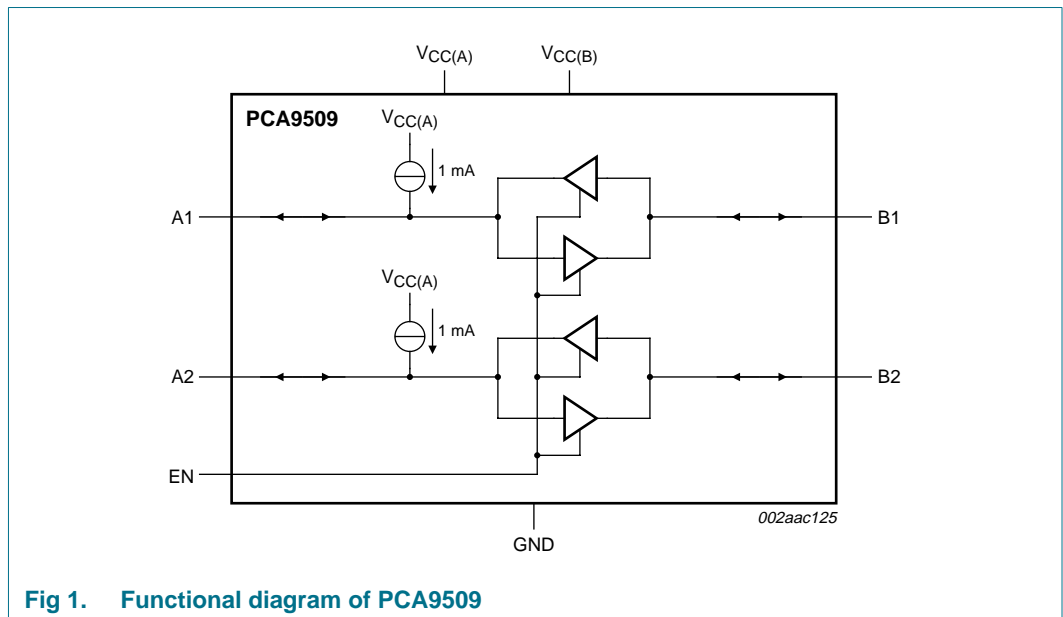 VCC(A) VCC(B)
PCA9509
VCC(A)
1 mA
A1 B1
VCC(A)
1 mA
A2 B2
EN
002aac125
GND
Fig 1. Functional diagram of PCA9509